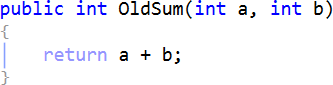 public int OldSum(int a, int b)
{
    return a + b;
}